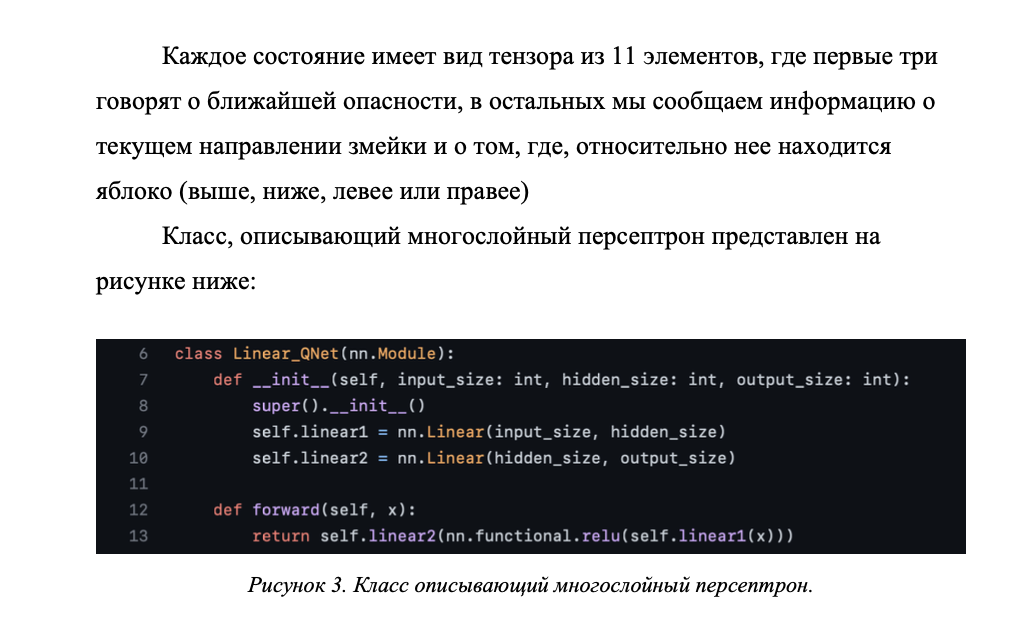 Каждое состояние имеет вид тензора из 11 элементов, где первые три
говорят о ближайшей опасности, в остальных мы сообщаем информацию о
текущем направлении змейки и о том, где, относительно нее находится
яблоко (выше, ниже, левее или правее)
Класс, описывающий многослойный персептрон представлен на
рисунке ниже:
6 class Linear_QNet(nn.Module):
7 def __init__(self, input_size: int, hidden_size: int, output_size: int):
8 super().__init__()
9 self.linear1 = nn.Linear(input_size, hidden_size)
10 self.linear2 = nn.Linear(hidden_size, output_size)
11
12 def forward(self, x):
13 return self.linear2(nn.functional.relu(self.linear1(x)))
Рисунок 3. Класс описывающий многослойный персептрон.